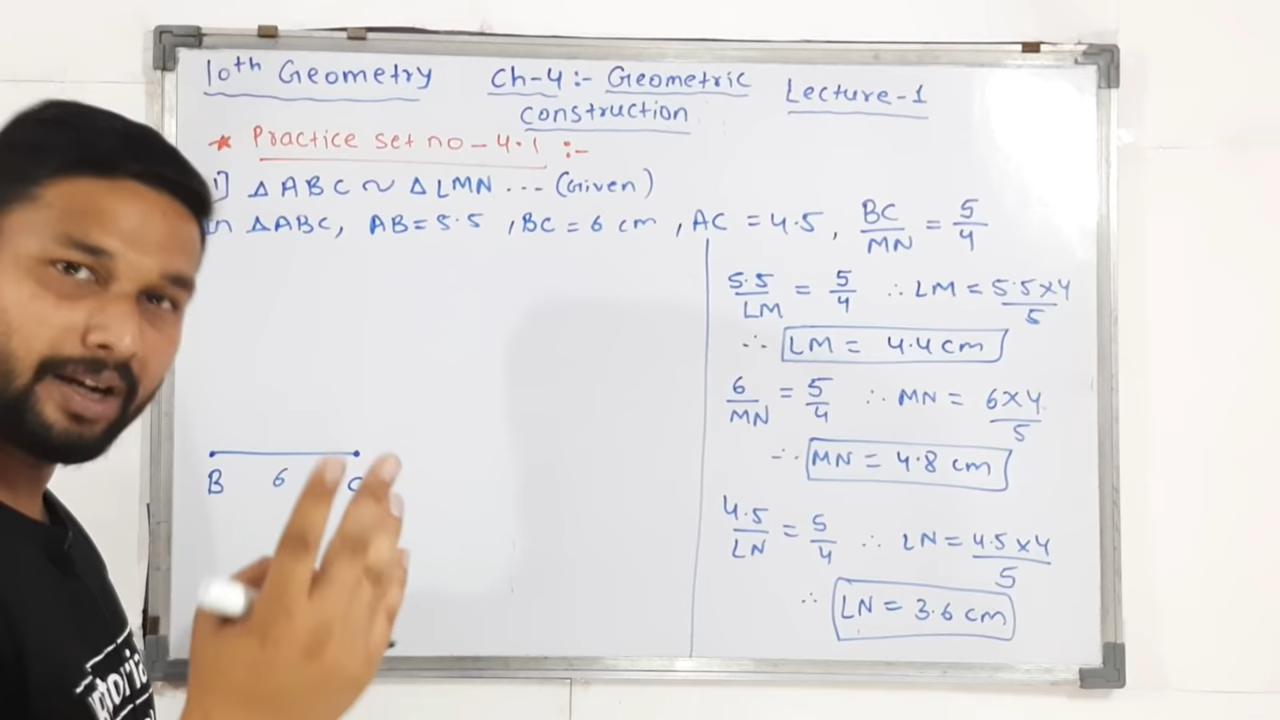 10th Geometry Ch-4:- Geometric construction Lecture-1
* Practice set no-4.1 :-
1] △ABC ~ △LMN ... (Given)
In △ABC, AB=5.5 , BC = 6 cm , AC = 4.5 , BC/MN = 5/4
5.5/LM = 5/4 ∴ LM = 5.5×4/5
∴ LM = 4.4 cm
6/MN = 5/4 ∴ MN = 6×4/5
∴ MN = 4.8 cm
4.5/LN = 5/4 ∴ LN = 4.5×4/5
∴ LN = 3.6 cm
B 6 C